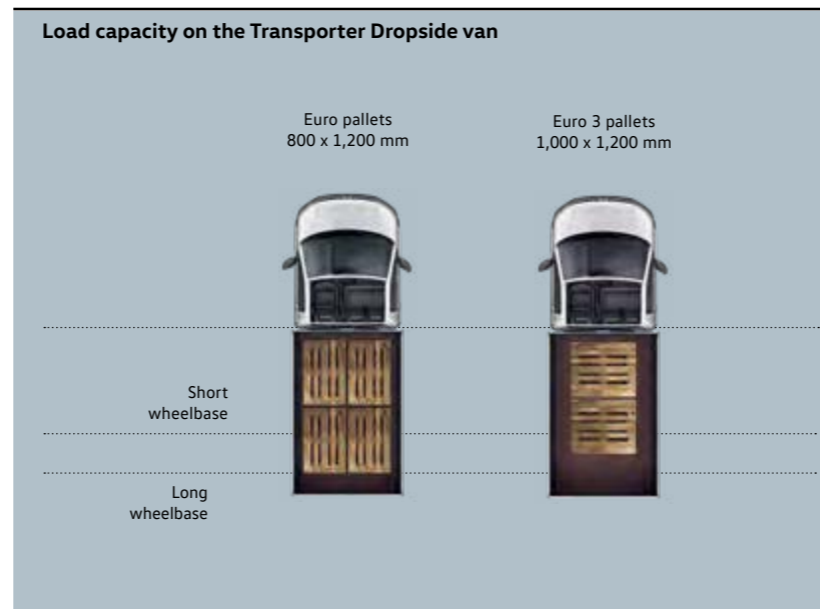 Load capacity on the Transporter Dropside van
Euro pallets
800 x 1,200 mm
Euro 3 pallets
1,000 x 1,200 mm
Short
wheelbase
Long
wheelbase